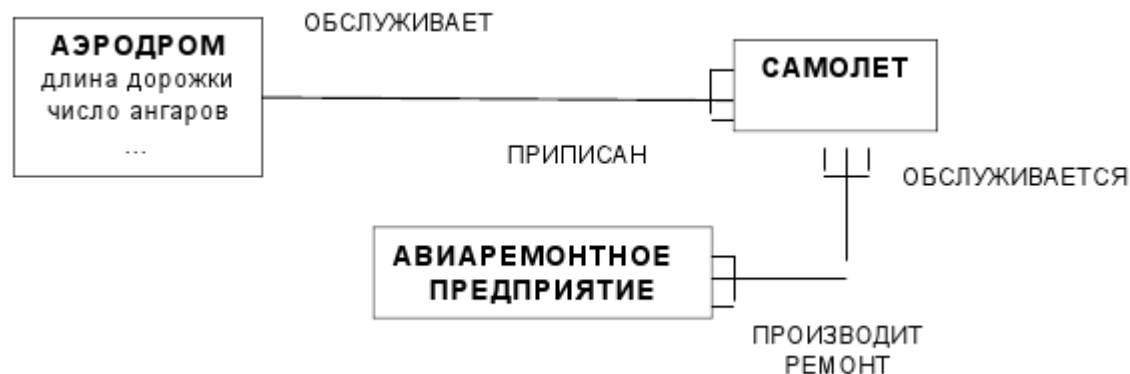 ОБСЛУЖИВАЕТ
АЭРОДРОМ
длина дорожки
число ангаров
...
САМОЛЕТ
ПРИПИСАН
ОБСЛУЖИВАЕТСЯ
АВИАРЕМОНТНОЕ
ПРЕДПРИЯТИЕ
ПРОИЗВОДИТ
РЕМОНТ